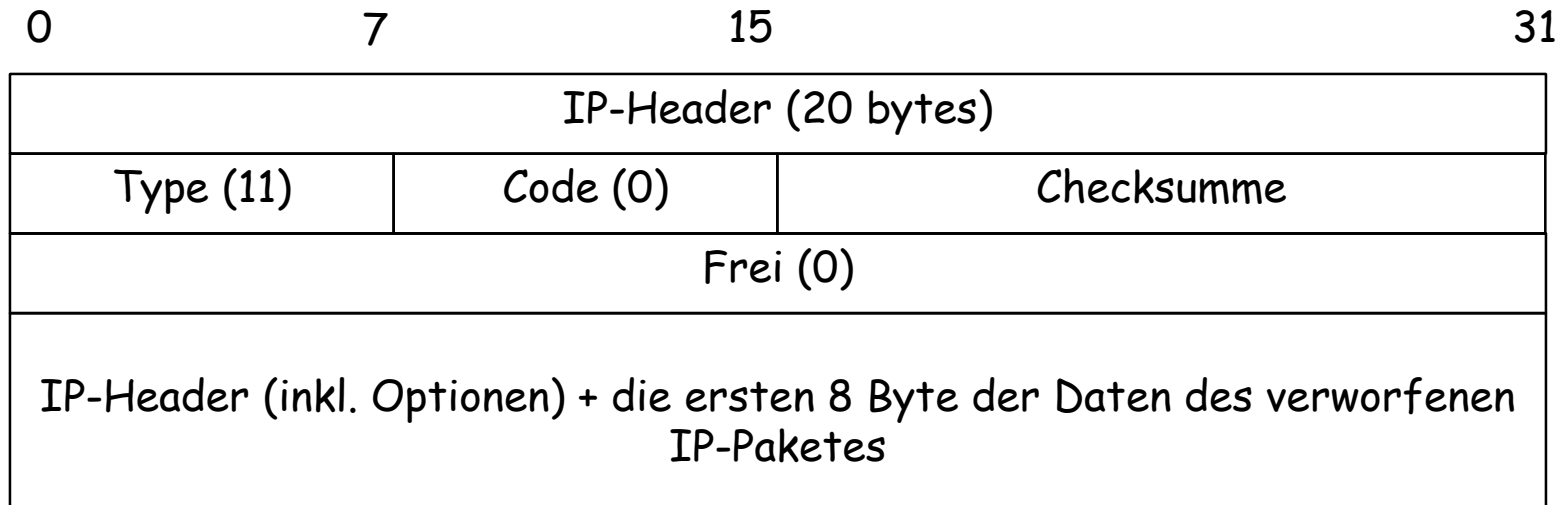 0 7 15 31
IP-Header (20 bytes)
Type (11) Code (0) Checksumme
Frei (0)
IP-Header (inkl. Optionen) + die ersten 8 Byte der Daten des verworfenen
IP-Paketes